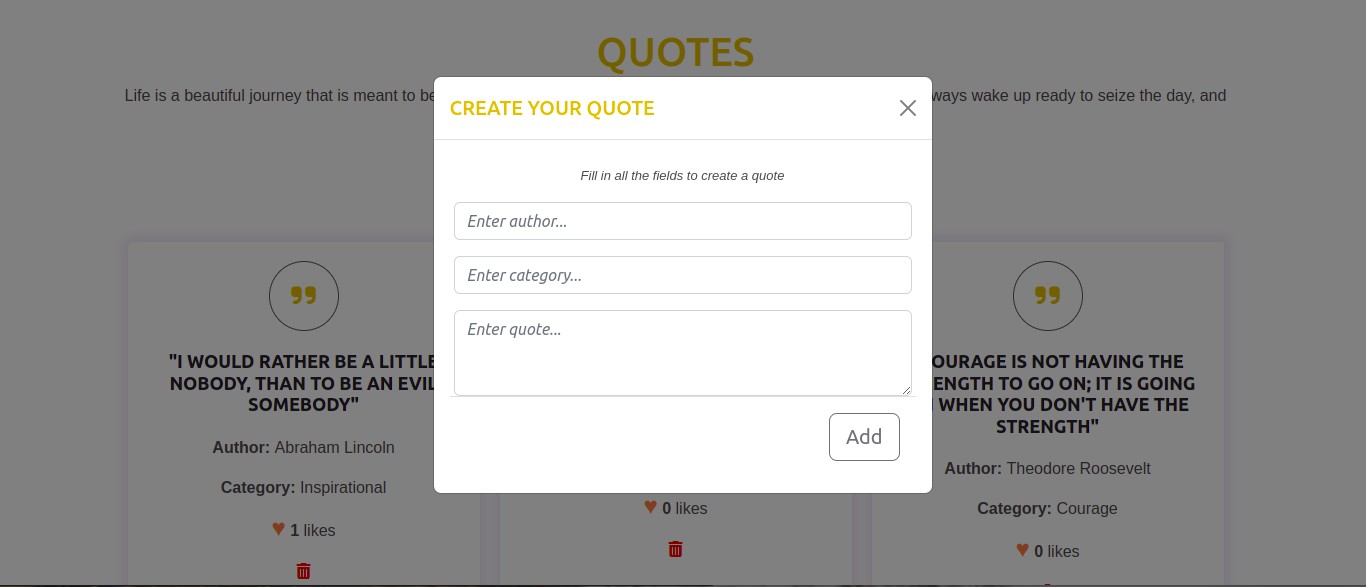 QUOTES
Life is a beautiful journey that is meant to be
ways wake up ready to seize the day, and
CREATE YOUR QUOTE
Fill in all the fields to create a quote
Enter author...
Enter category...
Enter quote...
Add
"I WOULD RATHER BE A LITTLE
NOBODY, THAN TO BE AN EVIL
SOMEBODY"
Author: Abraham Lincoln
Category: Inspirational
1 likes
0 likes
OURAGE IS NOT HAVING THE
ENGTH TO GO ON; IT IS GOING
WHEN YOU DON'T HAVE THE
STRENGTH"
Author: Theodore Roosevelt
Category: Courage
0 likes